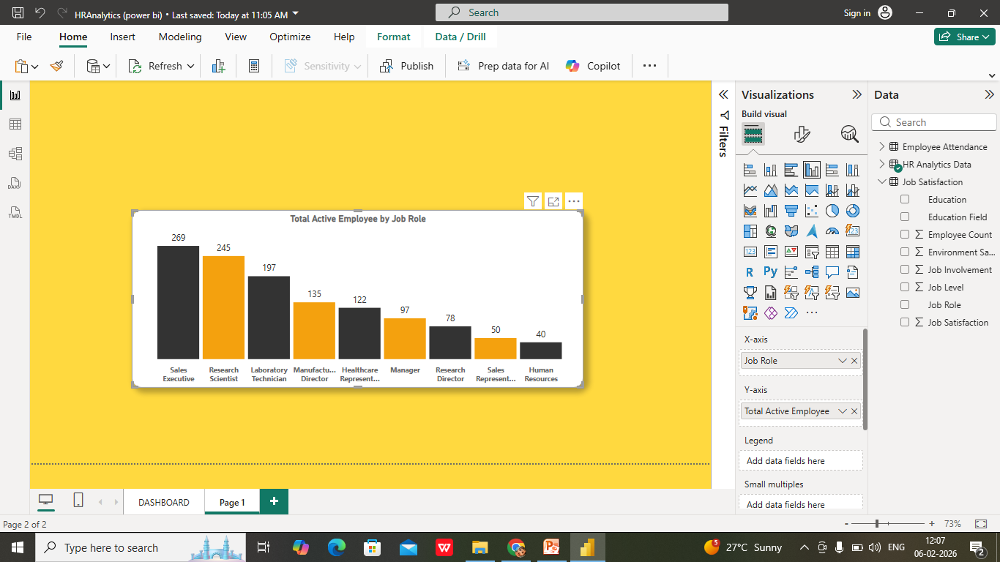 HRAnalytics (power bi) • Last saved: Today at 11:05 AM
Search
Sign in
File
Home
Insert
Modeling
View
Optimize
Help
Format
Data / Drill
Share
Refresh
Sensitivity
Publish
Prep data for AI
Copilot
Filters
Visualizations
Build visual
Data
Search
Employee Attendance
HR Analytics Data
Job Satisfaction
Education
Education Field
Employee Count
Environment Sa...
Job Involvement
Job Level
Job Role
Job Satisfaction
DAX
TMDL
123
123
R
Py
X-axis
Job Role
Y-axis
Total Active Employee
Legend
Add data fields here
Small multiples
Add data fields here
Total Active Employee by Job Role
269
245
197
135
122
97
78
50
40
Sales
Executive
Research
Scientist
Laboratory
Technician
Manufactu...
Director
Healthcare
Represent...
Manager
Research
Director
Sales
Represent...
Human
Resources
DASHBOARD
Page 1
Page 2 of 2
- + 73%
Type here to search
W
P
5
27°C Sunny
ENG
12:07
06-02-2026
2